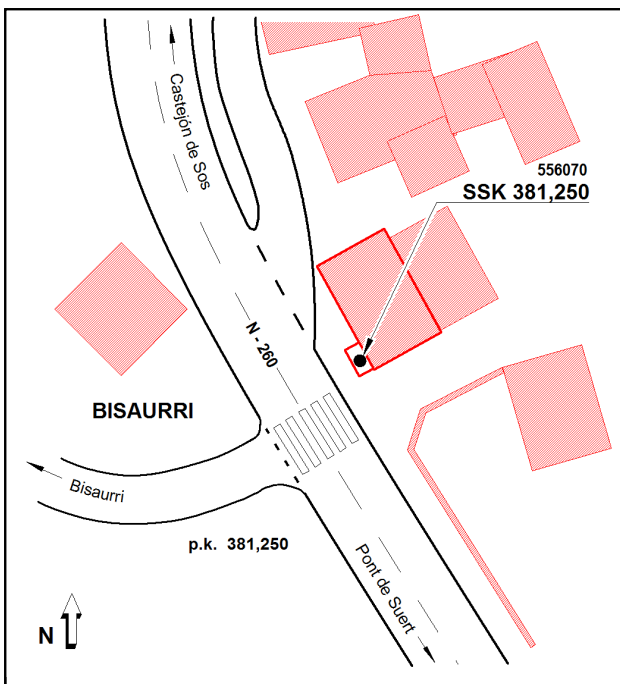 Castejón de Sos
556070
SSK 381,250
N - 260
BISAURRI
Bisaurri
p.k. 381,250
Pont de Suert
N